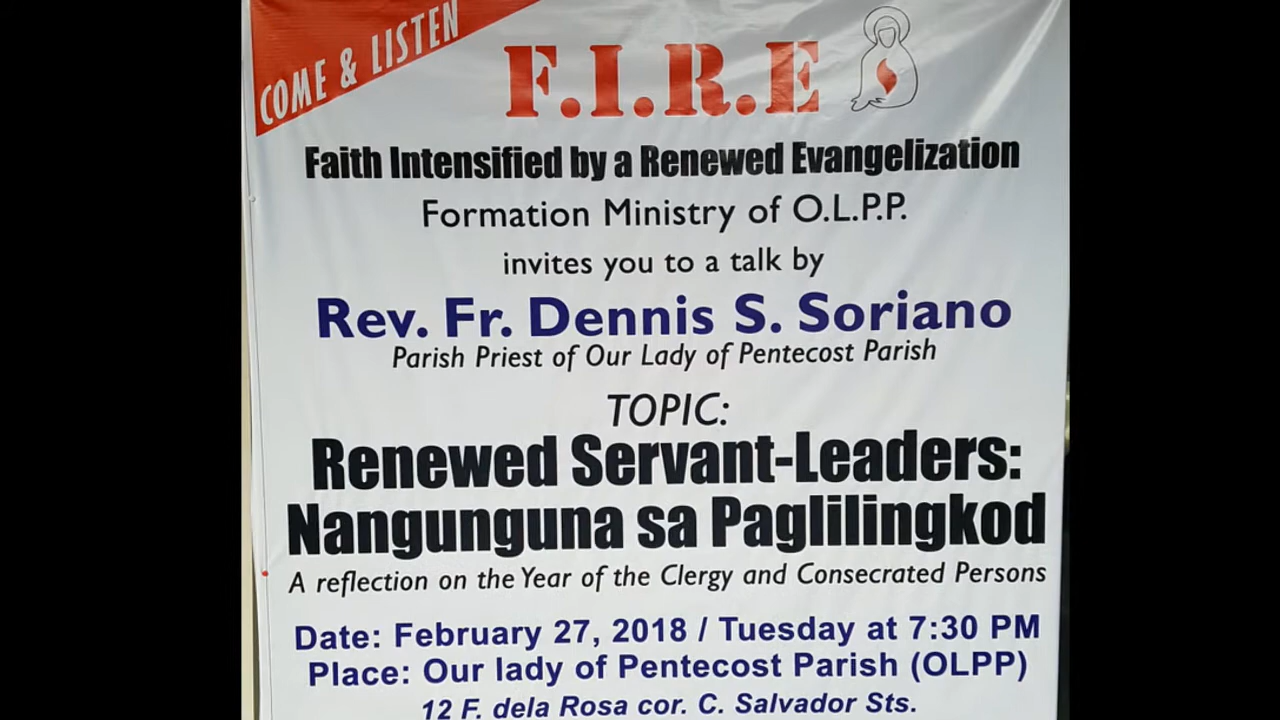 COME & LISTEN
F.I.R.E
Faith Intensified by a Renewed Evangelization
Formation Ministry of O.L.P.P.
invites you to a talk by
Rev. Fr. Dennis S. Soriano
Parish Priest of Our Lady of Pentecost Parish
TOPIC:
Renewed Servant-Leaders:
Nangunguna sa Paglilingkod
A reflection on the Year of the Clergy and Consecrated Persons
Date: February 27, 2018 / Tuesday at 7:30 PM
Place: Our lady of Pentecost Parish (OLPP)
12 F. dela Rosa cor. C. Salvador Sts.